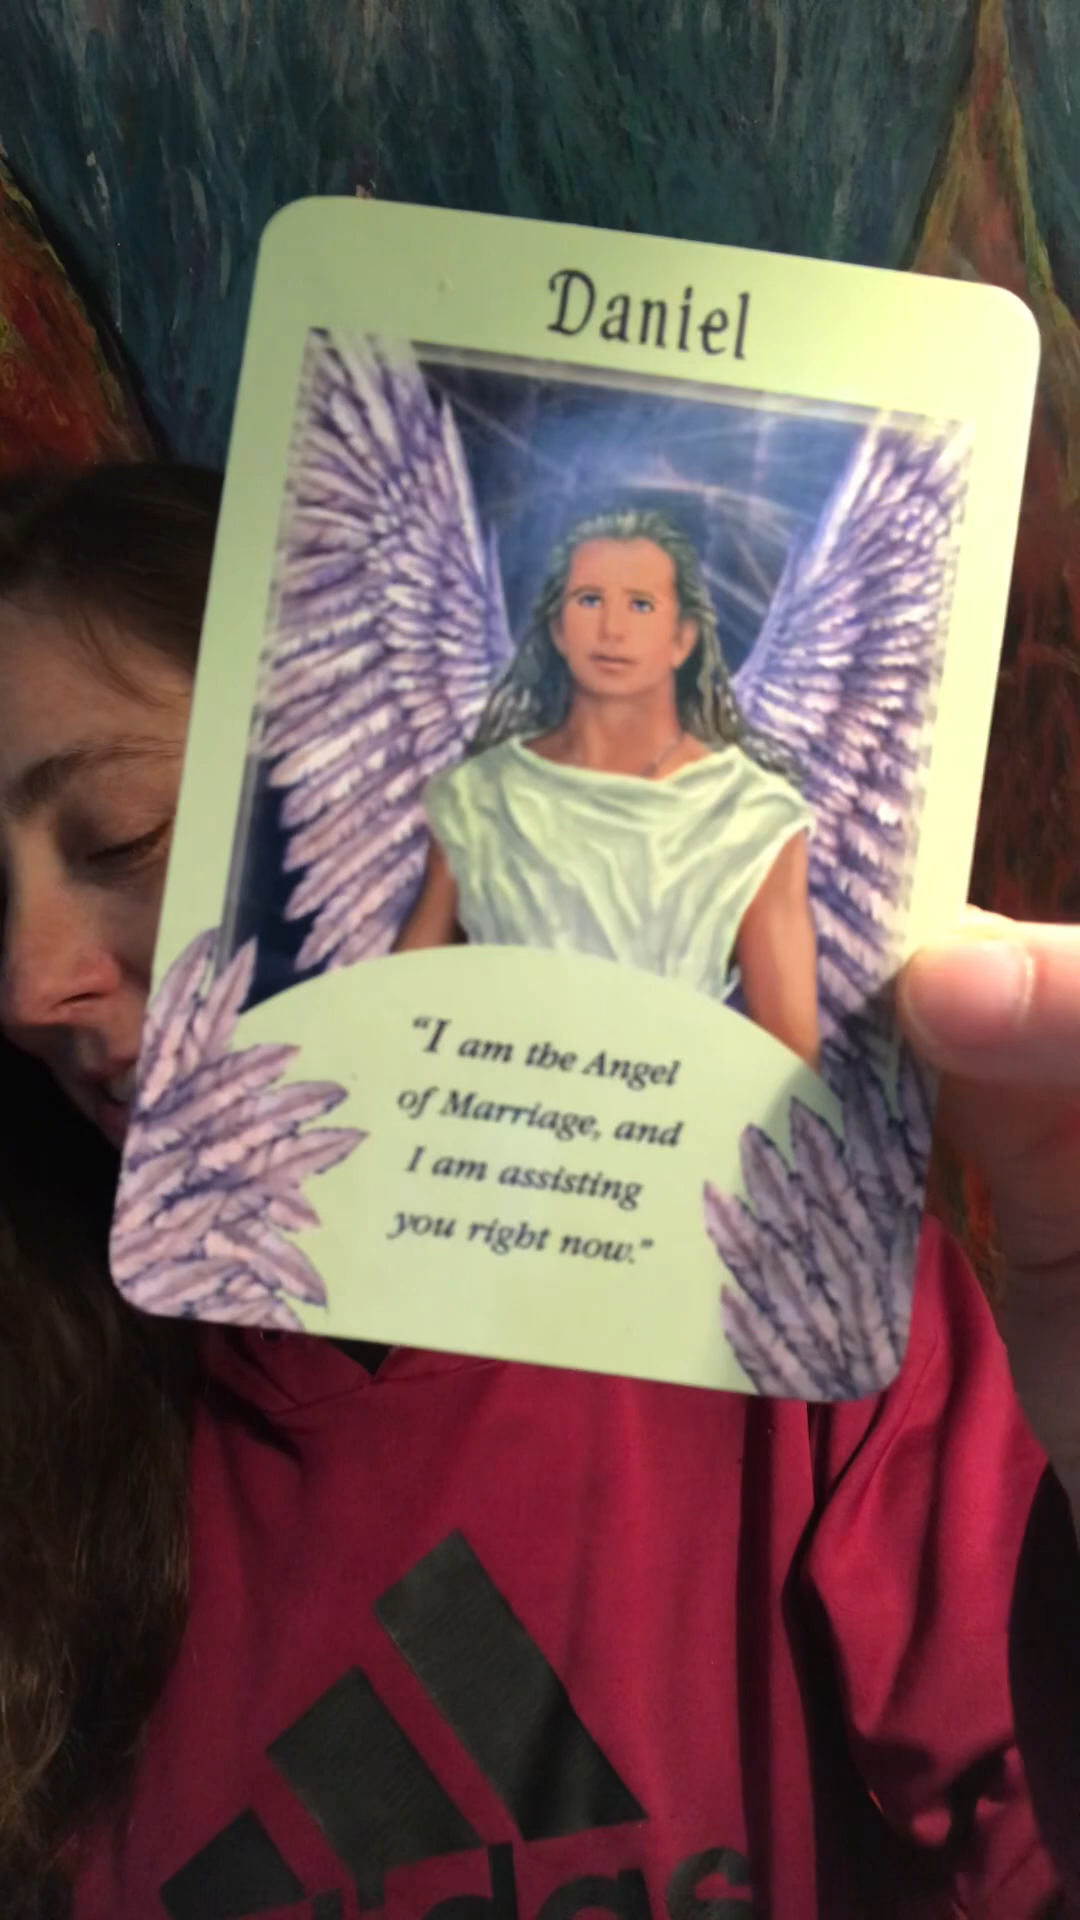 Daniel
"I am the Angel
of Marriage, and
I am assisting
you right now."